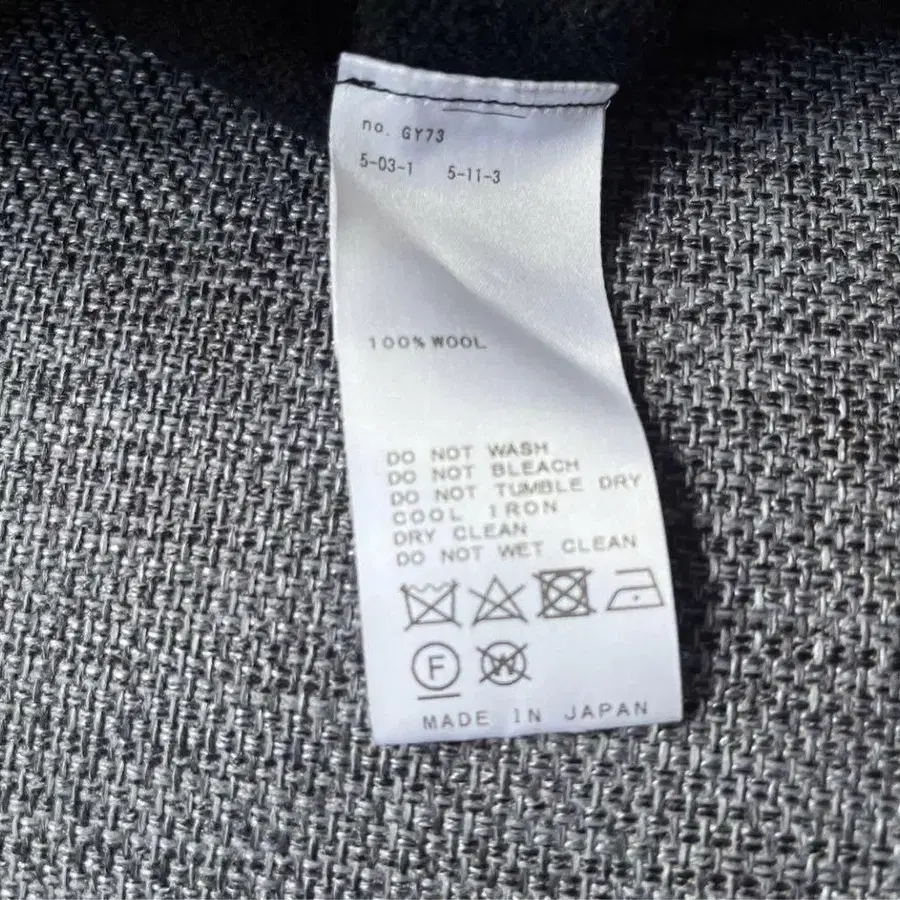 no. GY73
5-03-1 5-11-3
100% WOOL
DO NOT WASH
DO NOT BLEACH
DO NOT TUMBLE DRY
COOL IRON
DRY CLEAN
DO NOT WET CLEAN
F W
MADE IN JAPAN